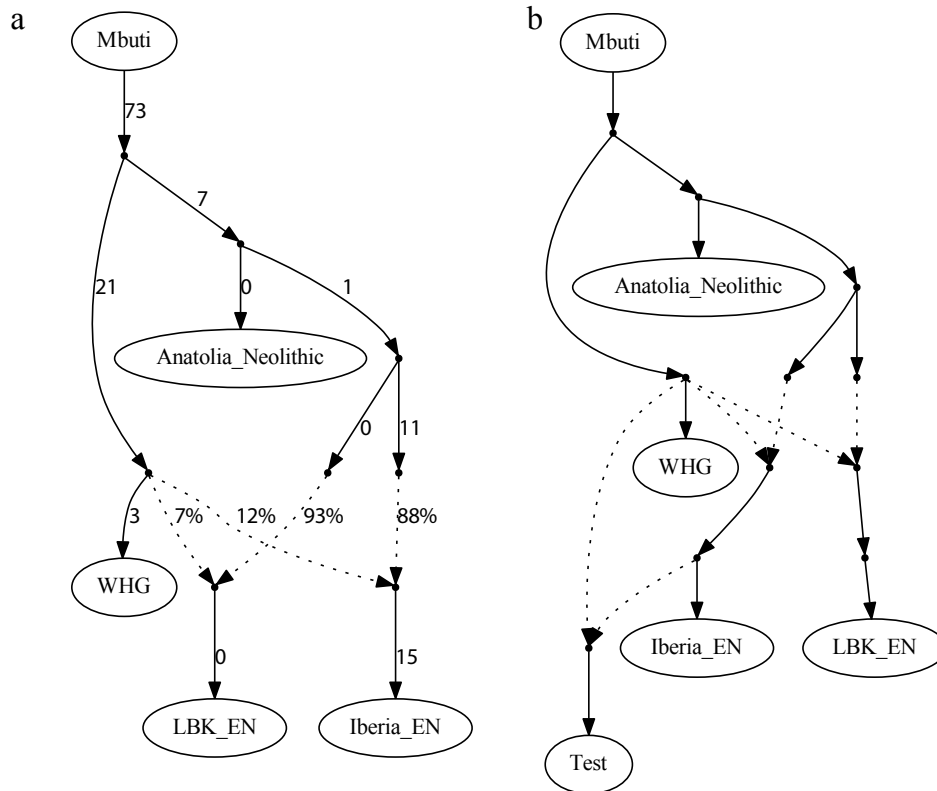 a
Mbuti
73
7
21
0
1
Anatolia_Neolithic
0
11
3
7%
12%
93%
88%
WHG
0
15
LBK_EN
Iberia_EN
b
Mbuti
Anatolia_Neolithic
WHG
Iberia_EN
LBK_EN
Test